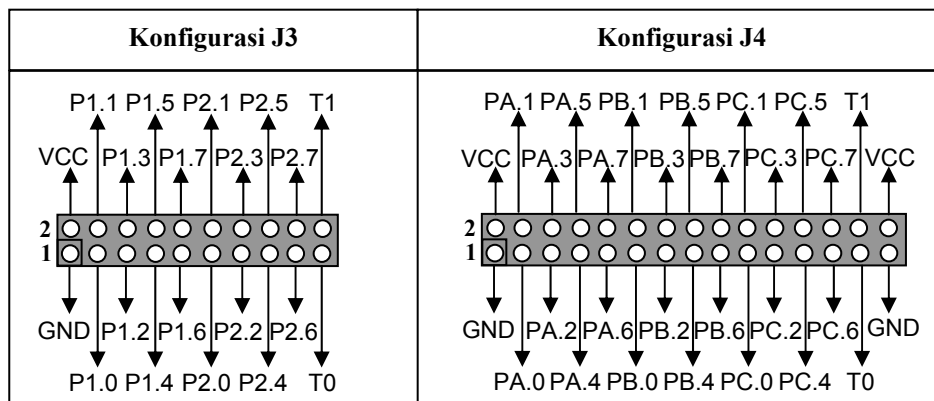 Konfigurasi J3
P1.1 P1.5 P2.1 P2.5 T1
VCC P1.3 P1.7 P2.3 P2.7
2
1
GND P1.2 P1.6 P2.2 P2.6
P1.0 P1.4 P2.0 P2.4 T0
Konfigurasi J4
PA.1 PA.5 PB.1 PB.5 PC.1 PC.5 T1
VCC PA.3 PA.7 PB.3 PB.7 PC.3 PC.7 VCC
2
1
GND PA.2 PA.6 PB.2 PB.6 PC.2 PC.6 GND
PA.0 PA.4 PB.0 PB.4 PC.0 PC.4 T0